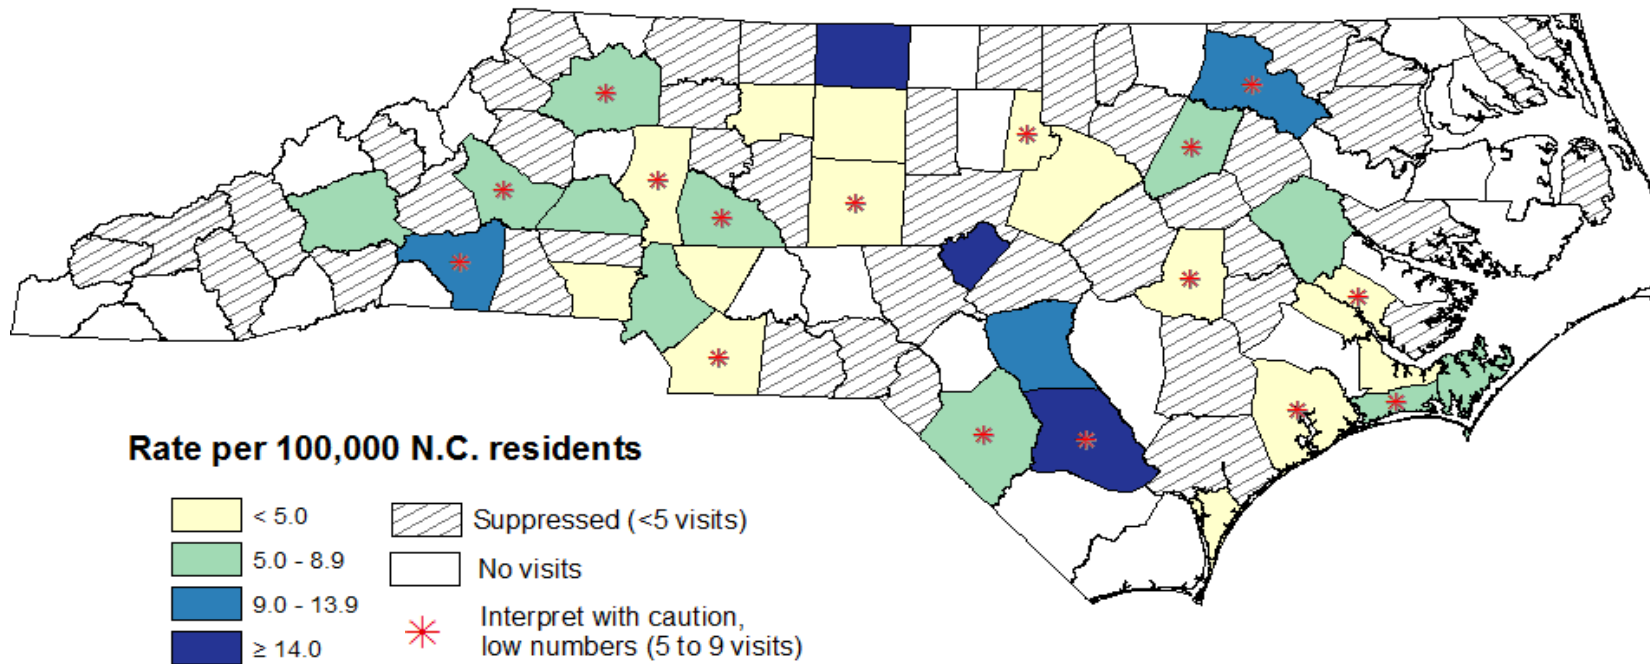 Rate per 100,000 N.C. residents
< 5.0
5.0 - 8.9
9.0 - 13.9
≥ 14.0
Suppressed (<5 visits)
No visits
Interpret with caution,
low numbers (5 to 9 visits)